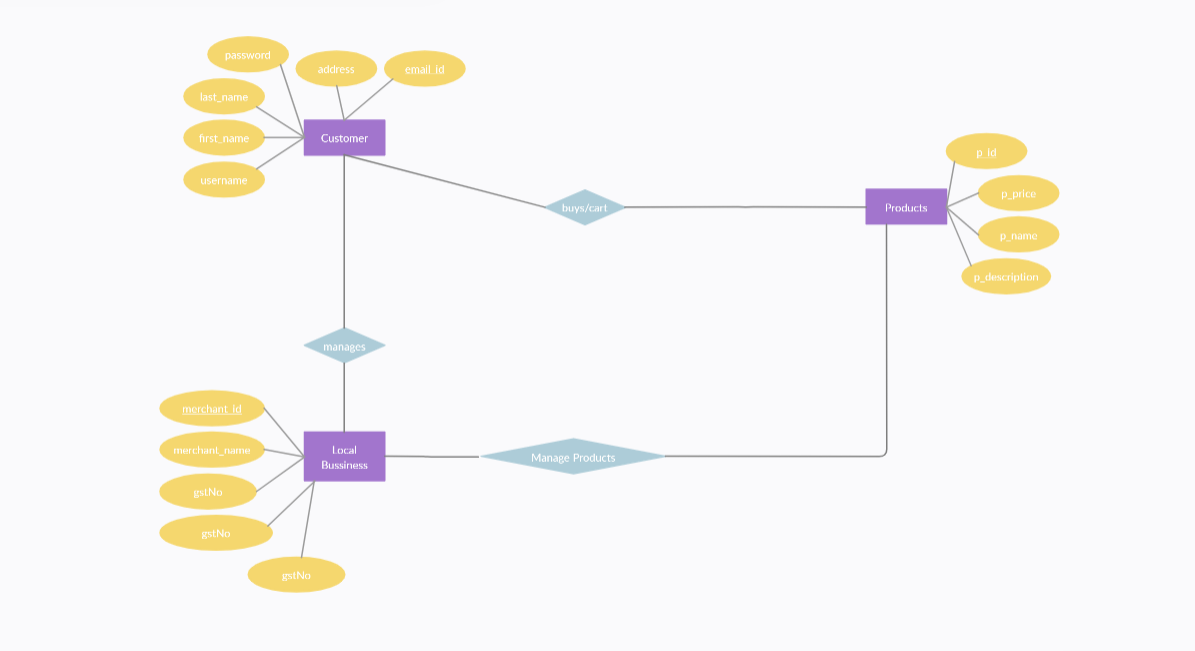 password
address
email_id
last_name
first_name
Customer
username
p_id
p_price
buys/cart
Products
p_name
p_description
manages
merchant_id
merchant_name
Local
Bussiness
Manage Products
gstNo
gstNo
gstNo